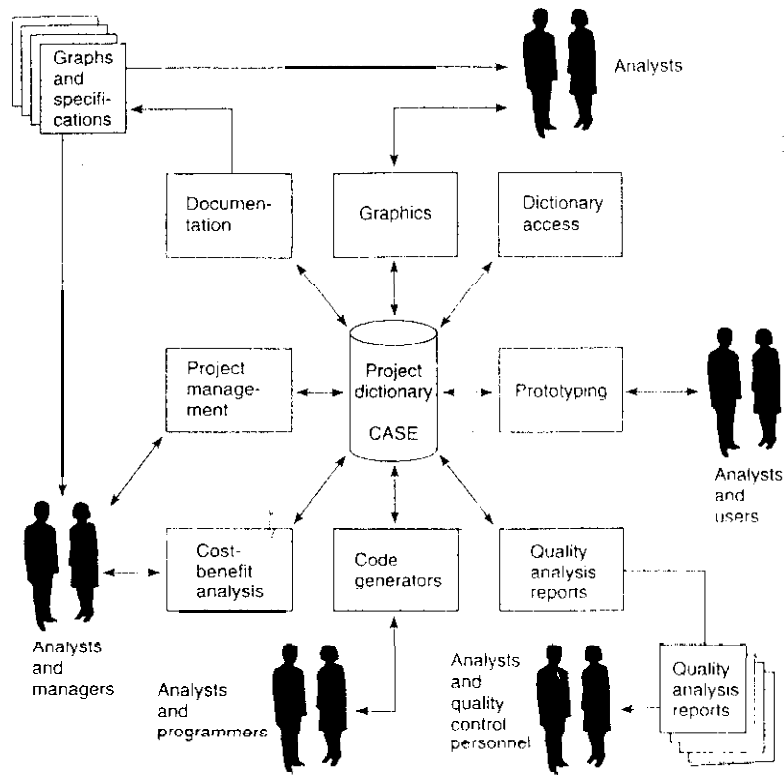 Graphs and
specifi-
cations
Analysts
Documen-
tation
Graphics
Dictionary
access
Project
manage-
ment
Project
dictionary
CASE
Prototyping
Analysts
and
users
Cost-
benefit
analysis
Code
generators
Quality
analysis
reports
Analysts
and
managers
Analysts
and
programmers
Analysts
and
quality
control
personnel
Quality
analysis
reports